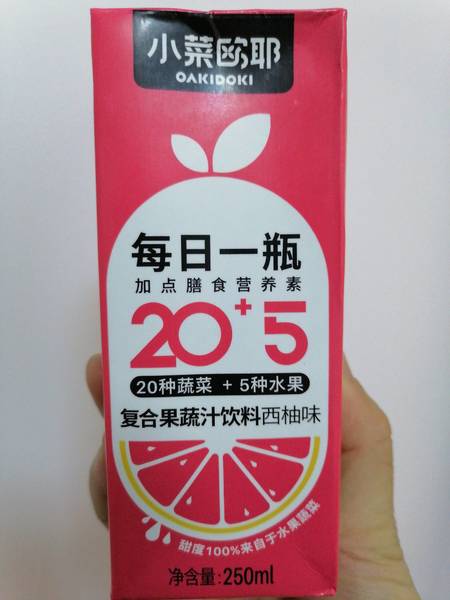 小菜欧耶
OAKIDOKI
每日一瓶
加点膳食营养素
20+5
20种蔬菜 + 5种水果
复合果蔬汁饮料西柚味
甜度100%来自于水果蔬菜
净含量:250ml